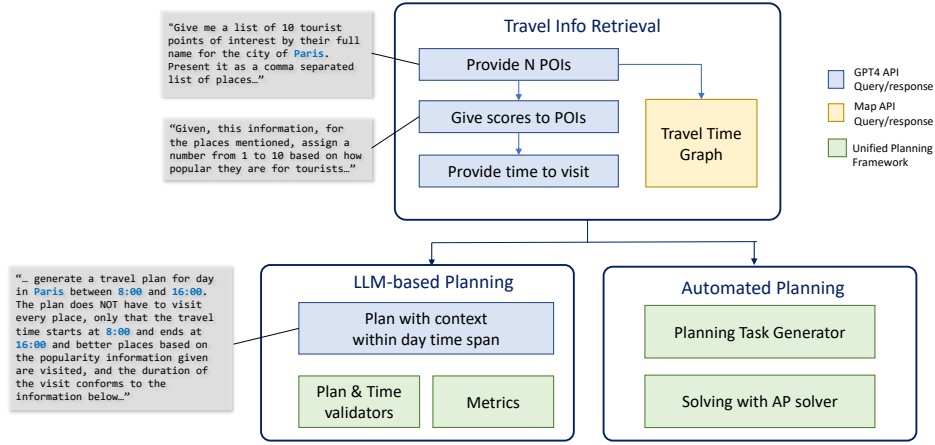 Travel Info Retrieval
"Give me a list of 10 tourist
points of interest by their full
name for the city of Paris.
Present it as a comma separated
list of places…"
Provide N POIs
Give scores to POIs
Provide time to visit
Travel Time
Graph
"Given, this information, for
the places mentioned, assign a
number from 1 to 10 based on how
popular they are for tourists…"
GPT4 API
Query/response
Map API
Query/response
Unified Planning
Framework
LLM-based Planning
"… generate a travel plan for day
in Paris between 8:00 and 16:00.
The plan does NOT have to visit
every place, only that the travel
time starts at 8:00 and ends at
16:00 and better places based on
the popularity information given
are visited, and the duration of
the visit conforms to the
information below…"
Plan with context
within day time span
Plan & Time
validators
Metrics
Automated Planning
Planning Task Generator
Solving with AP solver